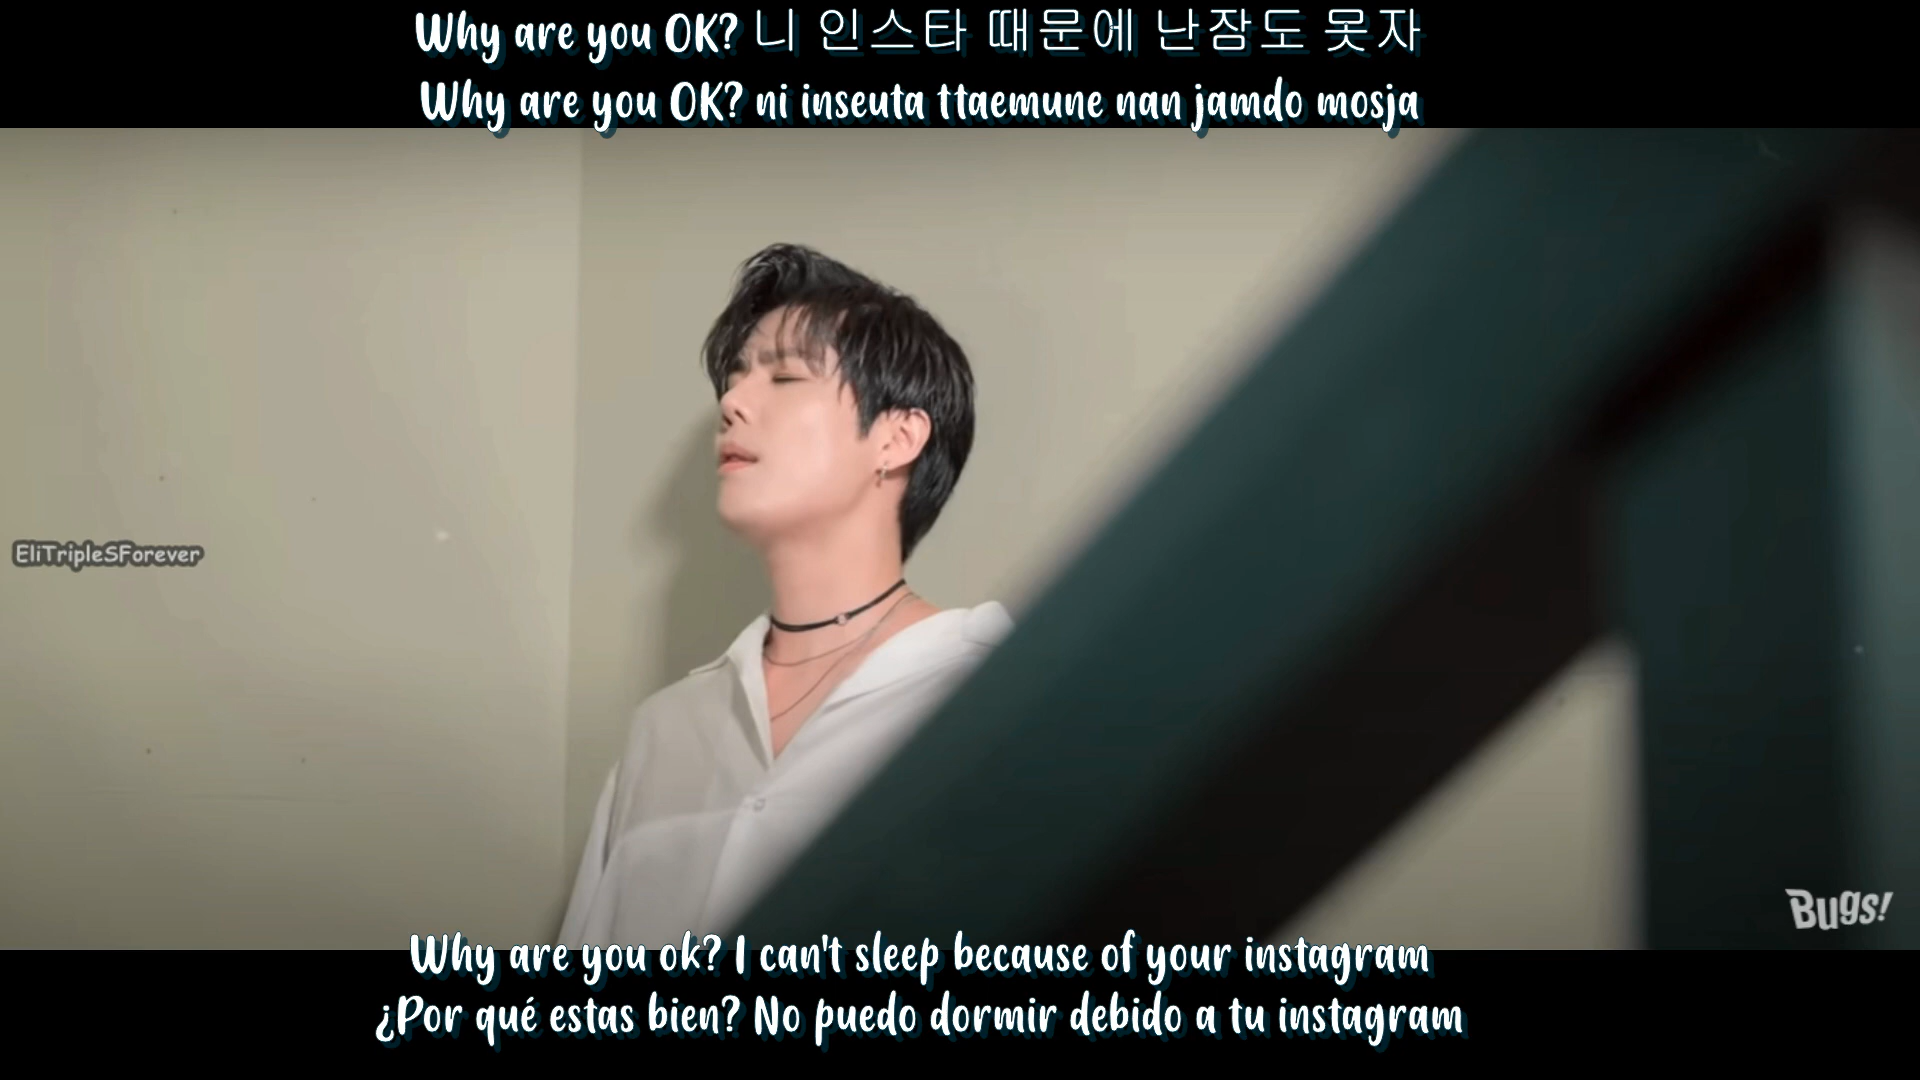 Why are you OK? 니 인스타 때문에 난잠도 못자
Why are you OK? ni inseuta ttaemune nan jamdo mosja
EliTripleSForever
Bugs!
Why are you ok? I can't sleep because of your instagram
¿Por qué estas bien? No puedo dormir debido a tu instagram